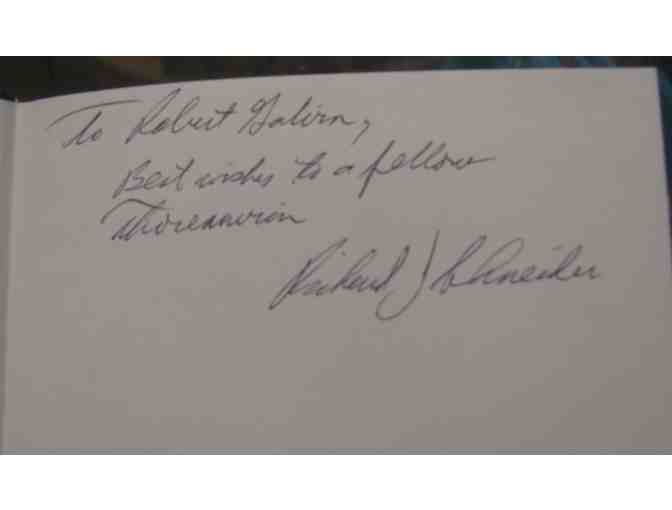 To Robert Galvin,
Best wishes to a fellow
Thoreauvian
Richard J Schneider